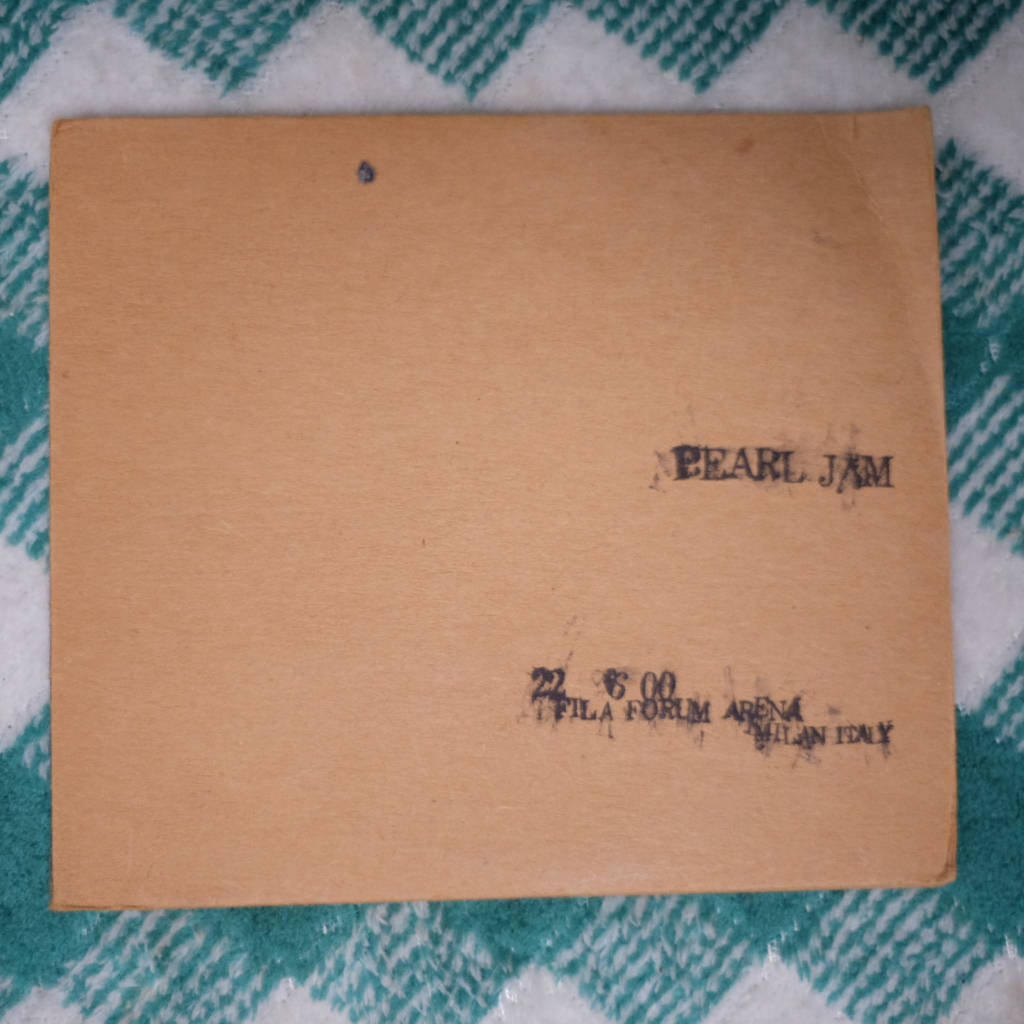 PEARL JAM
22 6 00
FILA FORUM ARENA
MILAN ITALY